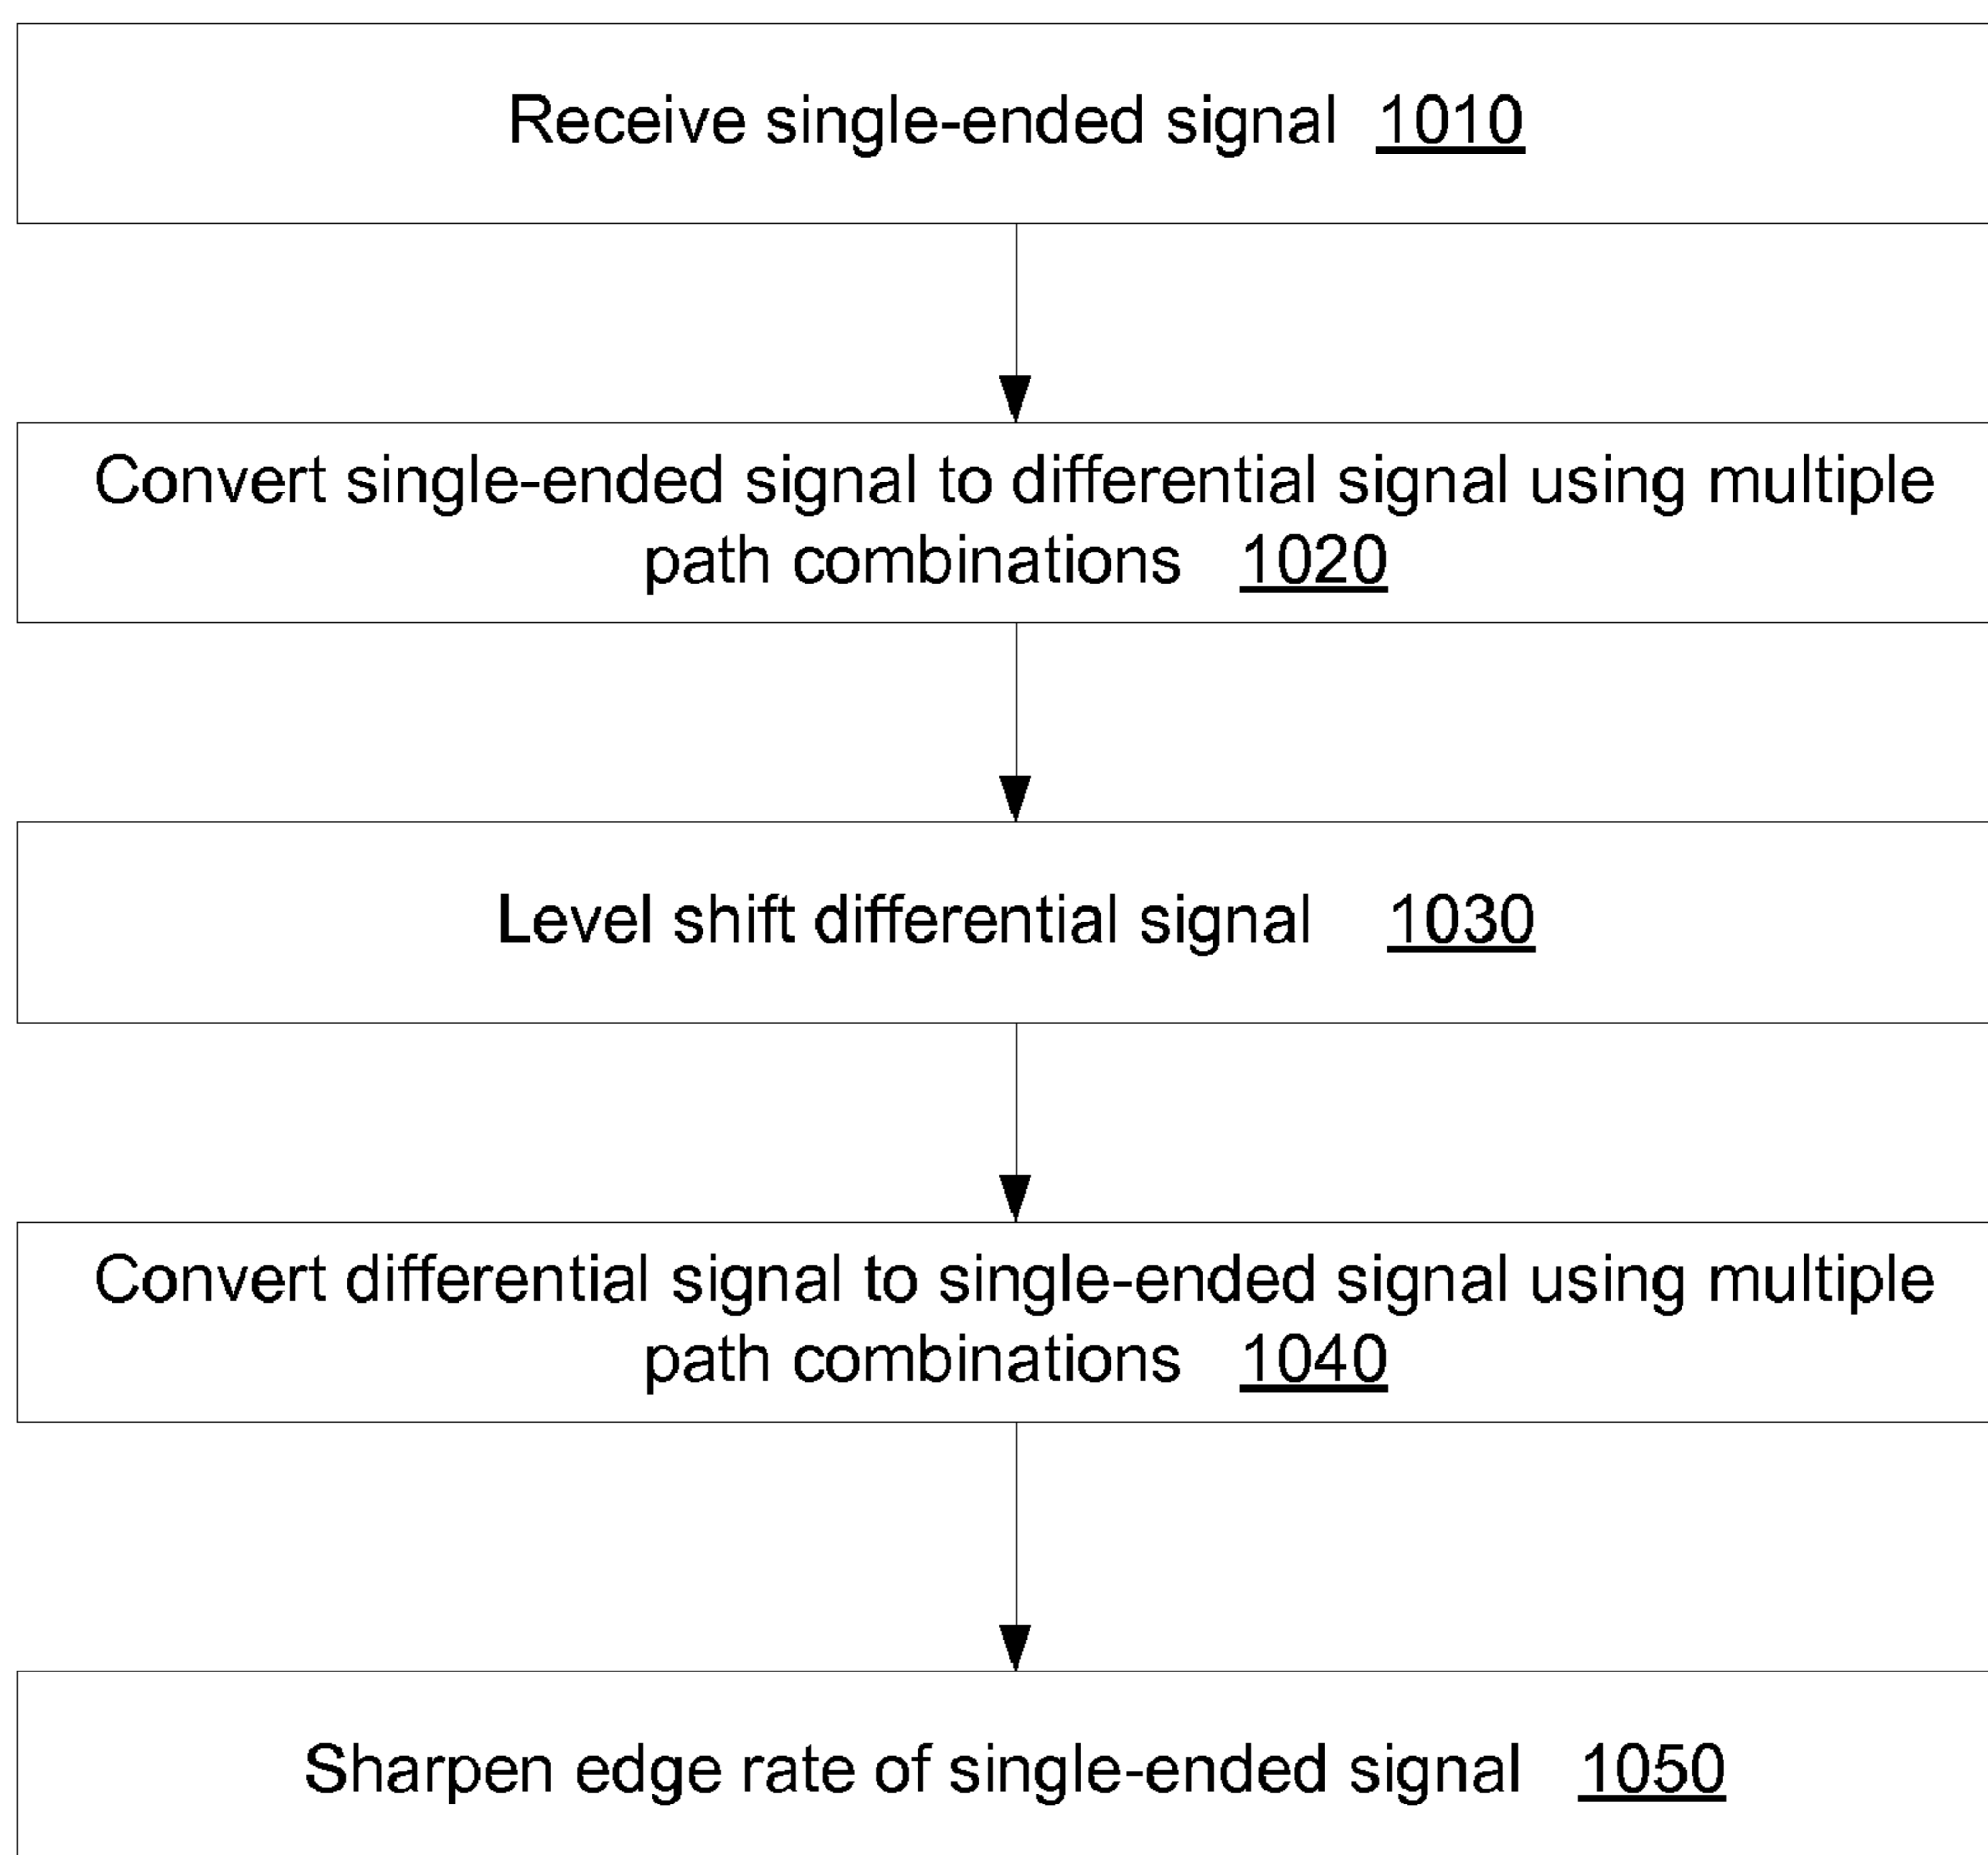 Receive single-ended signal 1010
Convert single-ended signal to differential signal using multiple
path combinations 1020
Level shift differential signal 1030
Convert differential signal to single-ended signal using multiple
path combinations 1040
Sharpen edge rate of single-ended signal 1050